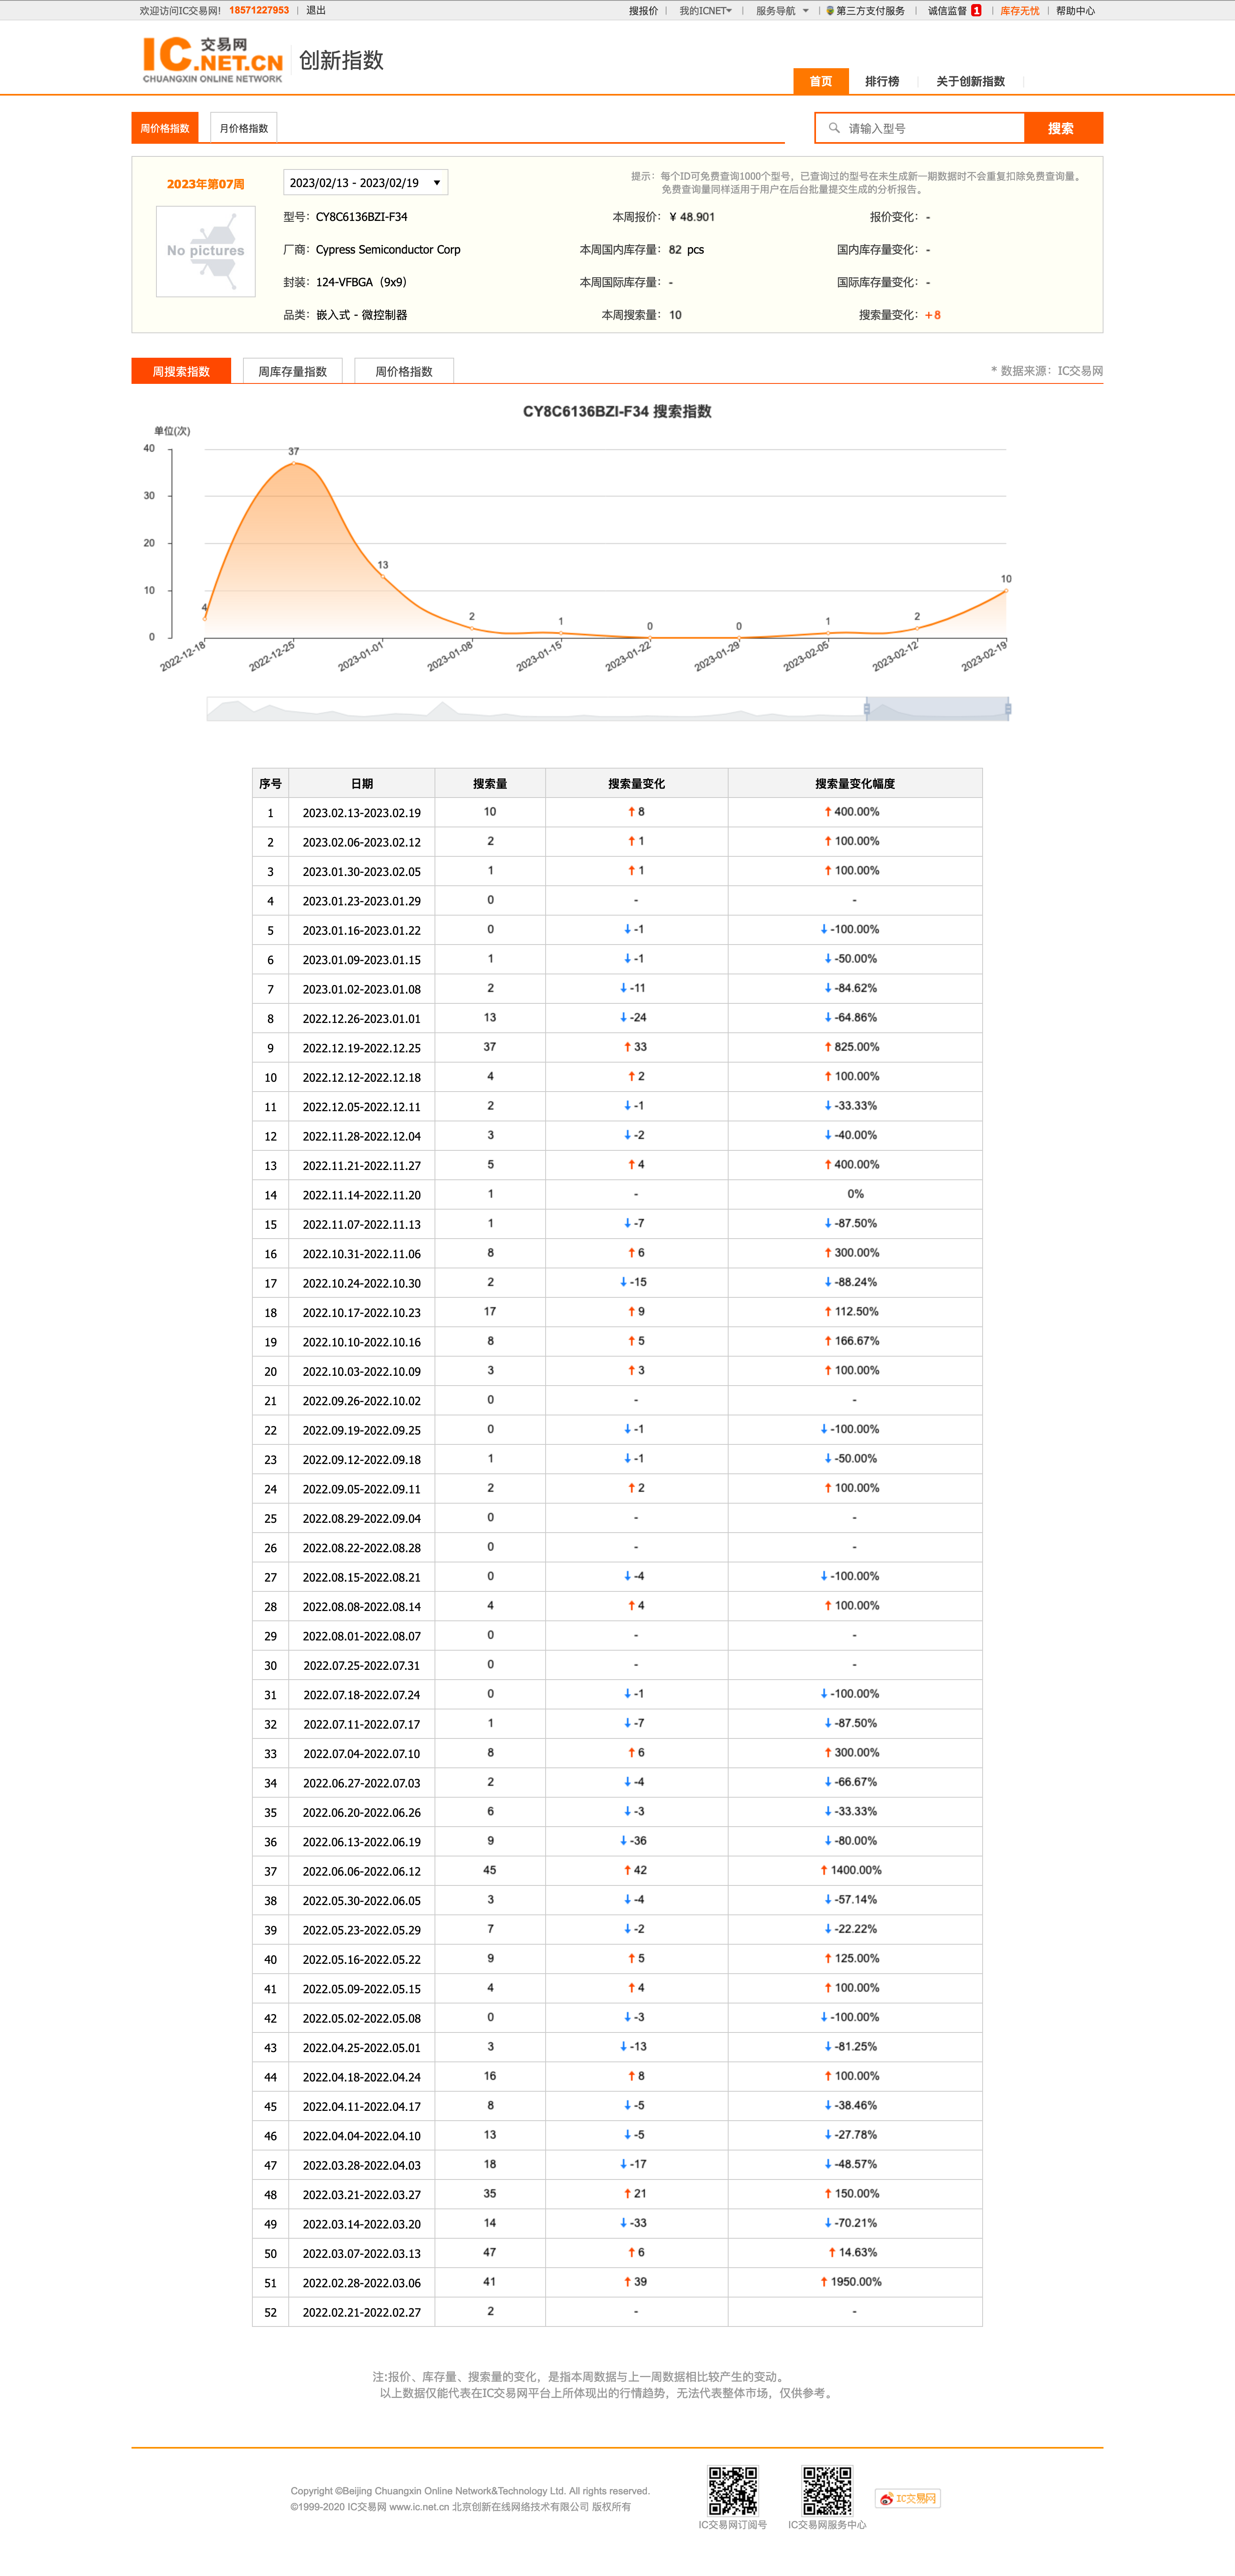 欢迎访问IC交易网! 18571227953 | 退出 搜报价 | 我的ICNET | 服务导航 | 第三方支付服务 | 诚信监督 1 | 库存无忧 | 帮助中心
IC 交易网
.NET.CN
CHUANGXIN ONLINE NETWORK
创新指数
首页 排行榜 关于创新指数
周价格指数 月价格指数 请输入型号 搜索
2023年第07周 2023/02/13 - 2023/02/19
提示：每个ID可免费查询1000个型号，已查询过的型号在未生成新一期数据时不会重复扣除免费查询量。
免费查询量同样适用于用户在后台批量提交生成的分析报告。
No pictures
型号：CY8C6136BZI-F34 本周报价：¥ 48.901 报价变化：-
厂商：Cypress Semiconductor Corp 本周国内库存量：82 pcs 国内库存量变化：-
封装：124-VFBGA（9x9） 本周国际库存量：- 国际库存量变化：-
品类：嵌入式 - 微控制器 本周搜索量：10 搜索量变化：+8
周搜索指数 周库存量指数 周价格指数 * 数据来源：IC交易网
CY8C6136BZI-F34 搜索指数
单位(次)
40
30
20
10
0
4 37 13 2 1 0 0 1 2 10
2022-12-18 2022-12-25 2023-01-01 2023-01-08 2023-01-15 2023-01-22 2023-01-29 2023-02-05 2023-02-12 2023-02-19
序号 日期 搜索量 搜索量变化 搜索量变化幅度
1 2023.02.13-2023.02.19 10 ↑8 ↑400.00%
2 2023.02.06-2023.02.12 2 ↑1 ↑100.00%
3 2023.01.30-2023.02.05 1 ↑1 ↑100.00%
4 2023.01.23-2023.01.29 0 - -
5 2023.01.16-2023.01.22 0 ↓-1 ↓-100.00%
6 2023.01.09-2023.01.15 1 ↓-1 ↓-50.00%
7 2023.01.02-2023.01.08 2 ↓-11 ↓-84.62%
8 2022.12.26-2023.01.01 13 ↓-24 ↓-64.86%
9 2022.12.19-2022.12.25 37 ↑33 ↑825.00%
10 2022.12.12-2022.12.18 4 ↑2 ↑100.00%
11 2022.12.05-2022.12.11 2 ↓-1 ↓-33.33%
12 2022.11.28-2022.12.04 3 ↓-2 ↓-40.00%
13 2022.11.21-2022.11.27 5 ↑4 ↑400.00%
14 2022.11.14-2022.11.20 1 - 0%
15 2022.11.07-2022.11.13 1 ↓-7 ↓-87.50%
16 2022.10.31-2022.11.06 8 ↑6 ↑300.00%
17 2022.10.24-2022.10.30 2 ↓-15 ↓-88.24%
18 2022.10.17-2022.10.23 17 ↑9 ↑112.50%
19 2022.10.10-2022.10.16 8 ↑5 ↑166.67%
20 2022.10.03-2022.10.09 3 ↑3 ↑100.00%
21 2022.09.26-2022.10.02 0 - -
22 2022.09.19-2022.09.25 0 ↓-1 ↓-100.00%
23 2022.09.12-2022.09.18 1 ↓-1 ↓-50.00%
24 2022.09.05-2022.09.11 2 ↑2 ↑100.00%
25 2022.08.29-2022.09.04 0 - -
26 2022.08.22-2022.08.28 0 - -
27 2022.08.15-2022.08.21 0 ↓-4 ↓-100.00%
28 2022.08.08-2022.08.14 4 ↑4 ↑100.00%
29 2022.08.01-2022.08.07 0 - -
30 2022.07.25-2022.07.31 0 - -
31 2022.07.18-2022.07.24 0 ↓-1 ↓-100.00%
32 2022.07.11-2022.07.17 1 ↓-7 ↓-87.50%
33 2022.07.04-2022.07.10 8 ↑6 ↑300.00%
34 2022.06.27-2022.07.03 2 ↓-4 ↓-66.67%
35 2022.06.20-2022.06.26 6 ↓-3 ↓-33.33%
36 2022.06.13-2022.06.19 9 ↓-36 ↓-80.00%
37 2022.06.06-2022.06.12 45 ↑42 ↑1400.00%
38 2022.05.30-2022.06.05 3 ↓-4 ↓-57.14%
39 2022.05.23-2022.05.29 7 ↓-2 ↓-22.22%
40 2022.05.16-2022.05.22 9 ↑5 ↑125.00%
41 2022.05.09-2022.05.15 4 ↑4 ↑100.00%
42 2022.05.02-2022.05.08 0 ↓-3 ↓-100.00%
43 2022.04.25-2022.05.01 3 ↓-13 ↓-81.25%
44 2022.04.18-2022.04.24 16 ↑8 ↑100.00%
45 2022.04.11-2022.04.17 8 ↓-5 ↓-38.46%
46 2022.04.04-2022.04.10 13 ↓-5 ↓-27.78%
47 2022.03.28-2022.04.03 18 ↓-17 ↓-48.57%
48 2022.03.21-2022.03.27 35 ↑21 ↑150.00%
49 2022.03.14-2022.03.20 14 ↓-33 ↓-70.21%
50 2022.03.07-2022.03.13 47 ↑6 ↑14.63%
51 2022.02.28-2022.03.06 41 ↑39 ↑1950.00%
52 2022.02.21-2022.02.27 2 - -
注:报价、库存量、搜索量的变化，是指本周数据与上一周数据相比较产生的变动。
以上数据仅能代表在IC交易网平台上所体现出的行情趋势，无法代表整体市场，仅供参考。
Copyright ©Beijing Chuangxin Online Network&Technology Ltd. All rights reserved.
©1999-2020 IC交易网 www.ic.net.cn 北京创新在线网络技术有限公司 版权所有
IC交易网订阅号 IC交易网服务中心 IC交易网